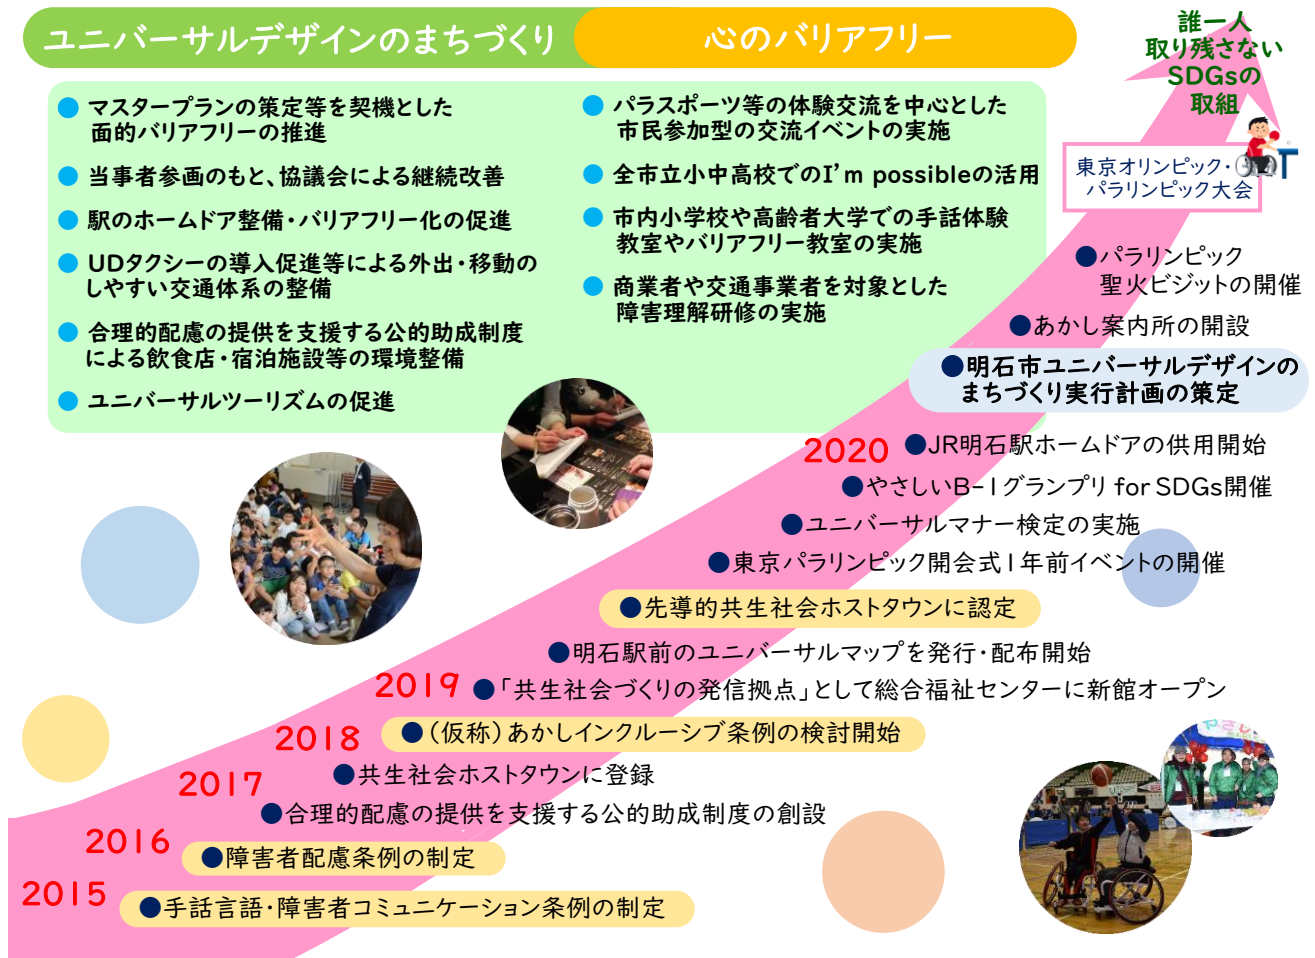 ユニバーサルデザインのまちづくり
心のバリアフリー
誰一人
取り残さない
SDGsの
取組
●マスタープランの策定等を契機とした
面的バリアフリーの推進
●当事者参画のもと、協議会による継続改善
●駅のホームドア整備・バリアフリー化の促進
●UDタクシーの導入促進等による外出・移動の
しやすい交通体系の整備
●合理的配慮の提供を支援する公的助成制度
による飲食店・宿泊施設等の環境整備
●ユニバーサルツーリズムの促進
●パラスポーツ等の体験交流を中心とした
市民参加型の交流イベントの実施
●全市立小中高校でのI'm possibleの活用
●市内小学校や高齢者大学での手話体験
教室やバリアフリー教室の実施
●商業者や交通事業者を対象とした
障害理解研修の実施
東京オリンピック・
パラリンピック大会
●パラリンピック
聖火ビジットの開催
●あかし案内所の開設
●明石市ユニバーサルデザインの
まちづくり実行計画の策定
2020 ●JR明石駅ホームドアの供用開始
●やさしいB-1グランプリ for SDGs開催
●ユニバーサルマナー検定の実施
●東京パラリンピック開会式1年前イベントの開催
●先導的共生社会ホストタウンに認定
●明石駅前のユニバーサルマップを発行・配布開始
2019 ●「共生社会づくりの発信拠点」として総合福祉センターに新館オープン
2018 ●(仮称)あかしインクルーシブ条例の検討開始
●共生社会ホストタウンに登録
2017
●合理的配慮の提供を支援する公的助成制度の創設
2016
●障害者配慮条例の制定
2015
●手話言語・障害者コミュニケーション条例の制定